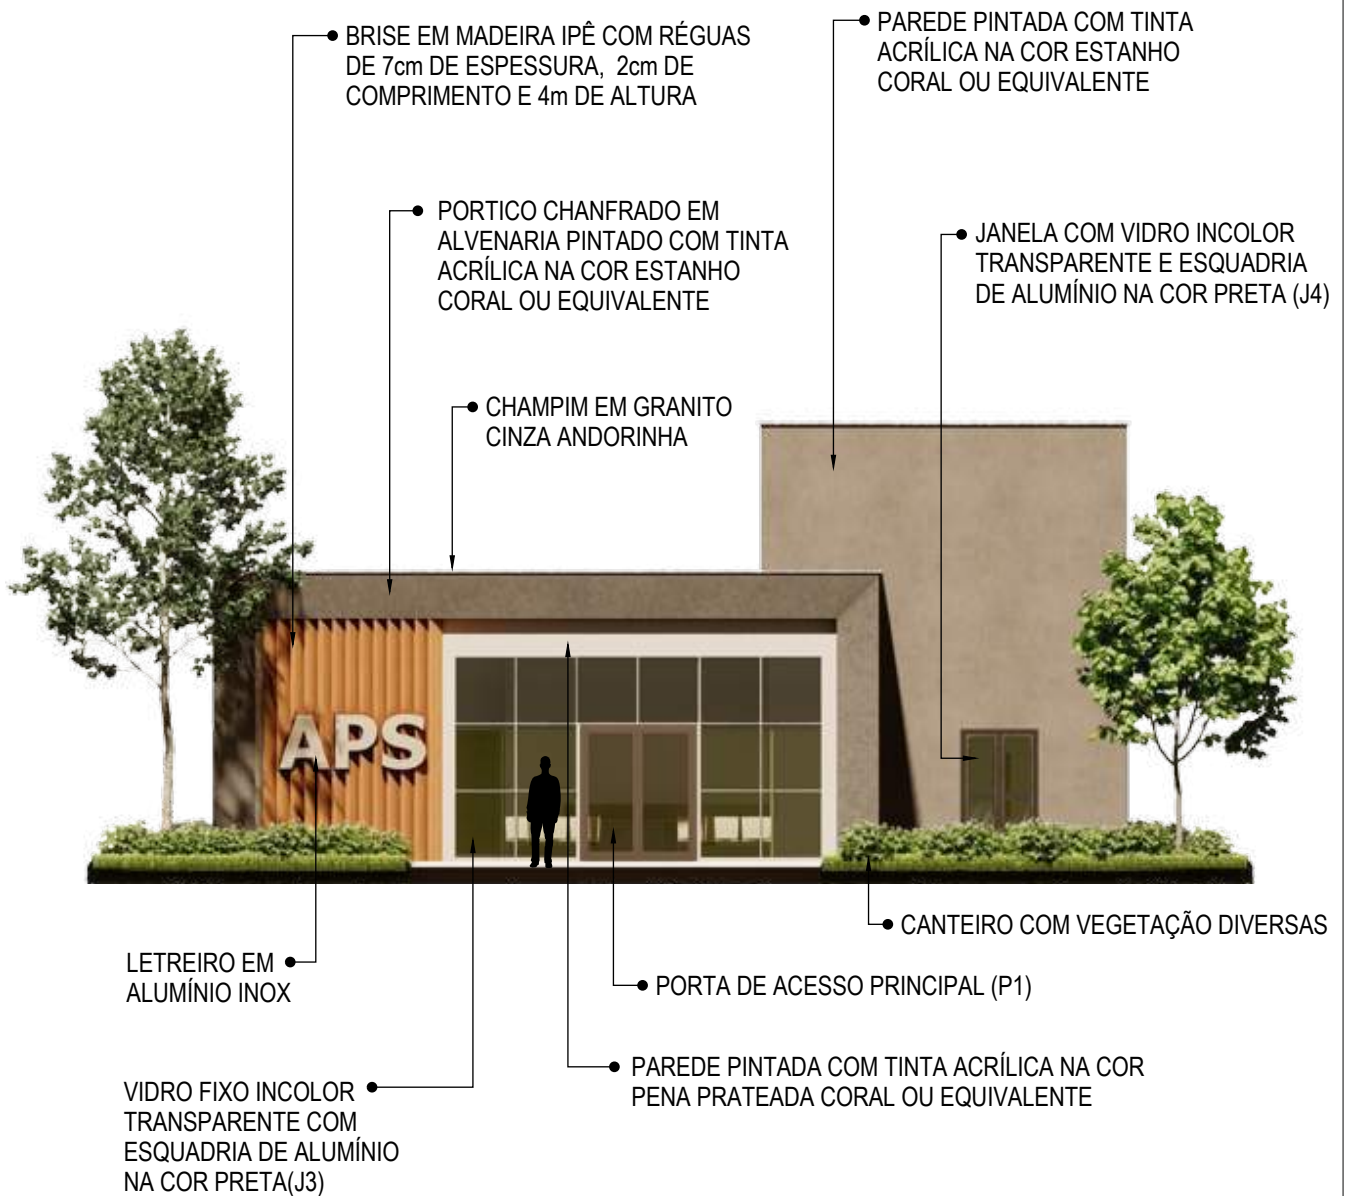 BRISE EM MADEIRA IPÊ COM RÉGUAS
DE 7cm DE ESPESSURA, 2cm DE
COMPRIMENTO E 4m DE ALTURA
PAREDE PINTADA COM TINTA
ACRÍLICA NA COR ESTANHO
CORAL OU EQUIVALENTE
PORTICO CHANFRADO EM
ALVENARIA PINTADO COM TINTA
ACRÍLICA NA COR ESTANHO
CORAL OU EQUIVALENTE
JANELA COM VIDRO INCOLOR
TRANSPARENTE E ESQUADRIA
DE ALUMÍNIO NA COR PRETA (J4)
CHAMPIM EM GRANITO
CINZA ANDORINHA
APS
CANTEIRO COM VEGETAÇÃO DIVERSAS
LETREIRO EM
ALUMÍNIO INOX
PORTA DE ACESSO PRINCIPAL (P1)
PAREDE PINTADA COM TINTA ACRÍLICA NA COR
PENA PRATEADA CORAL OU EQUIVALENTE
VIDRO FIXO INCOLOR
TRANSPARENTE COM
ESQUADRIA DE ALUMÍNIO
NA COR PRETA(J3)